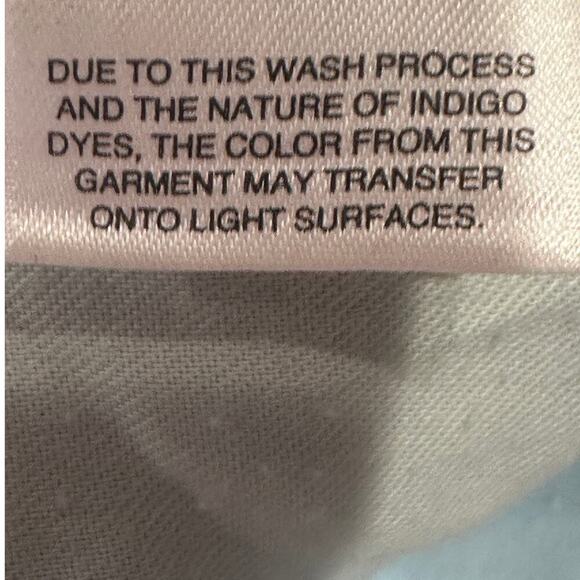 DUE TO THIS WASH PROCESS
AND THE NATURE OF INDIGO
DYES, THE COLOR FROM THIS
GARMENT MAY TRANSFER
ONTO LIGHT SURFACES.